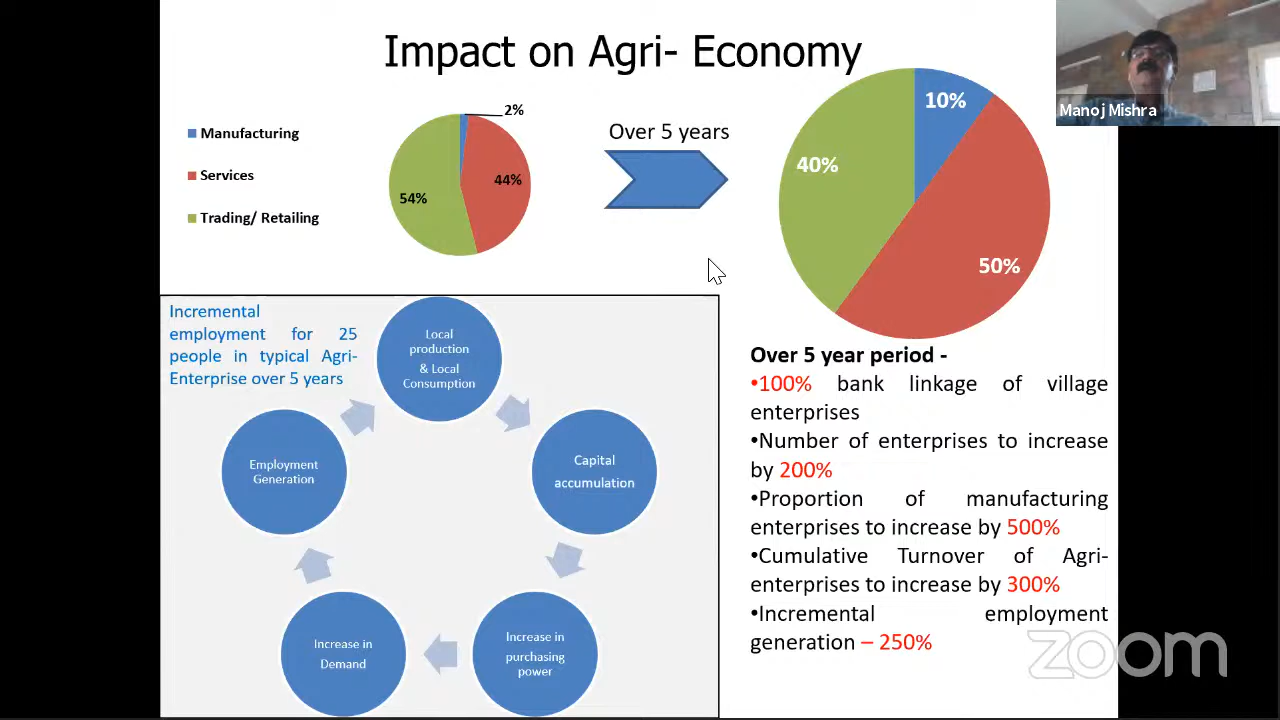 Impact on Agri- Economy
Manoj Mishra
Manufacturing
Services
Trading/ Retailing
2%
44%
54%
Over 5 years
10%
40%
50%
Incremental
employment for 25
people in typical Agri-
Enterprise over 5 years
Local
production
& Local
Consumption
Capital
accumulation
Increase in
purchasing
power
Increase in
Demand
Employment
Generation
Over 5 year period -
•100% bank linkage of village
enterprises
•Number of enterprises to increase
by 200%
•Proportion of manufacturing
enterprises to increase by 500%
•Cumulative Turnover of Agri-
enterprises to increase by 300%
•Incremental employment
generation – 250%
zoom